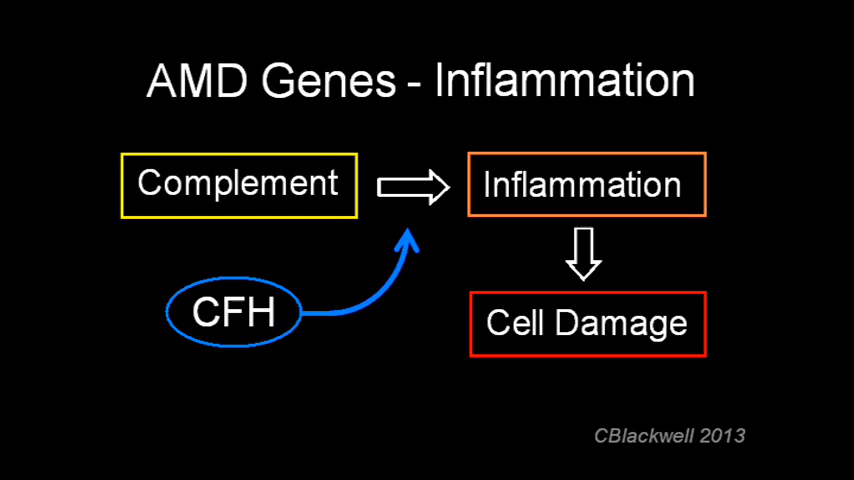 AMD Genes - Inflammation
Complement
Inflammation
CFH
Cell Damage
CBlackwell 2013